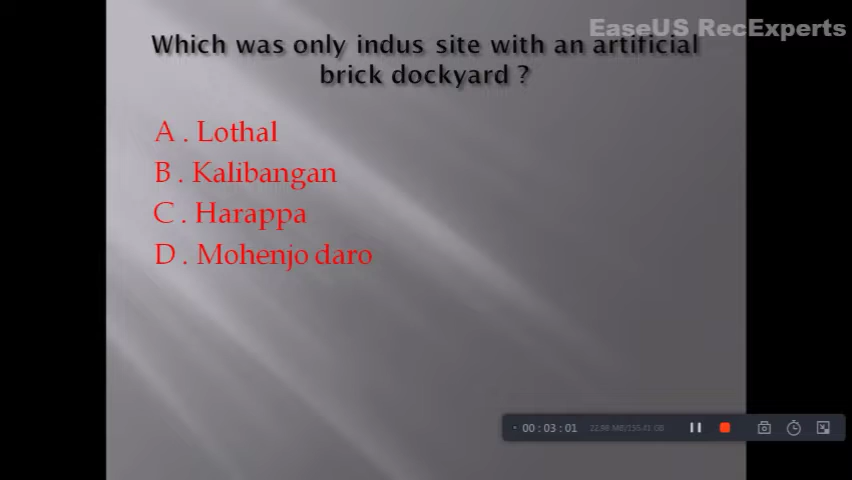 EaseUS RecExperts
Which was only indus site with an artificial
brick dockyard ?
A . Lothal
B . Kalibangan
C . Harappa
D . Mohenjo daro
00 : 03 : 01